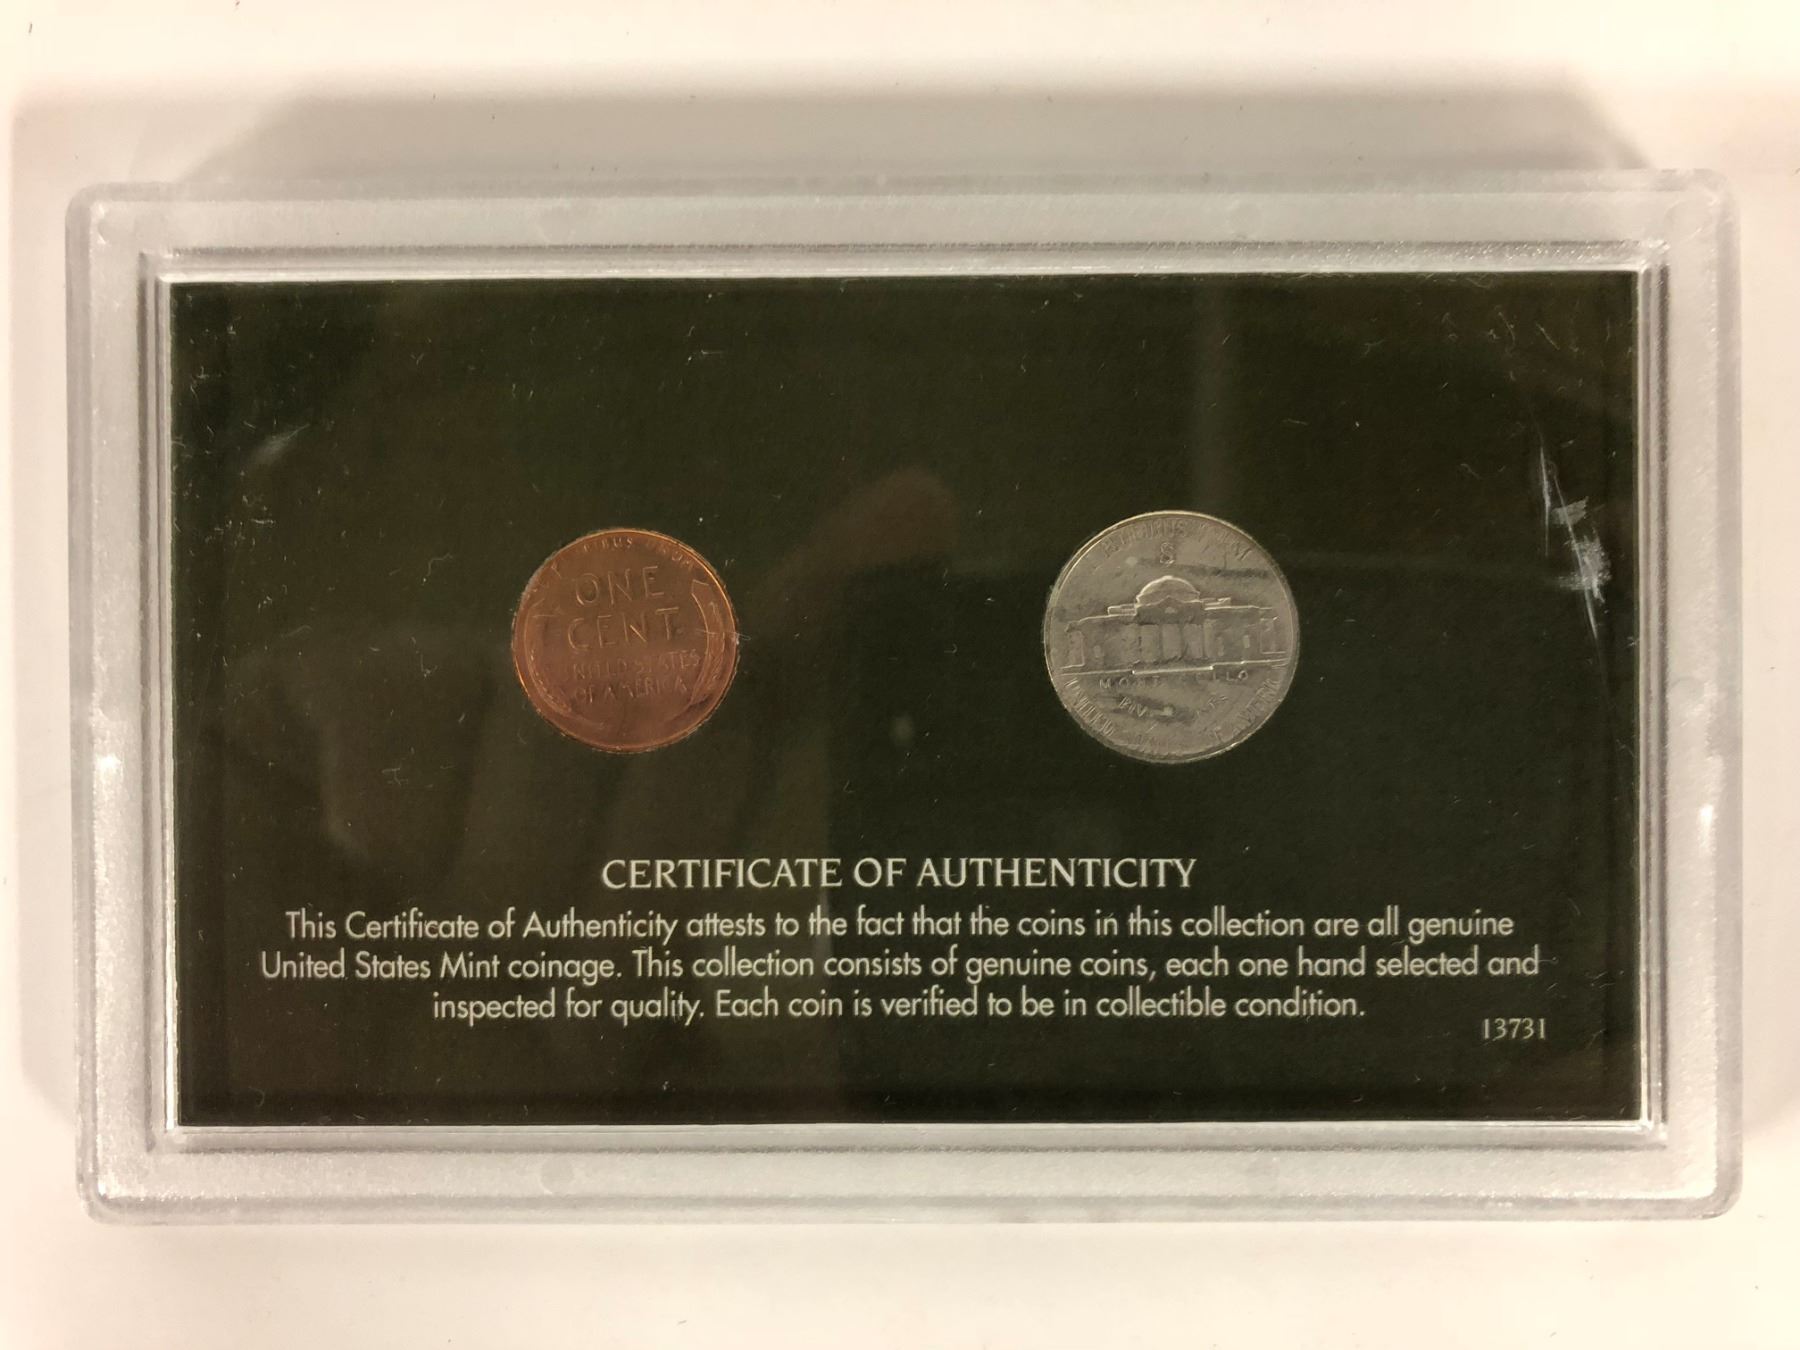 ONE
CENT
UNITED STATES
OF AMERICA
S
MONTICELLO
CERTIFICATE OF AUTHENTICITY
This Certificate of Authenticity attests to the fact that the coins in this collection are all genuine
United States Mint coinage. This collection consists of genuine coins, each one hand selected and
inspected for quality. Each coin is verified to be in collectible condition.
13731